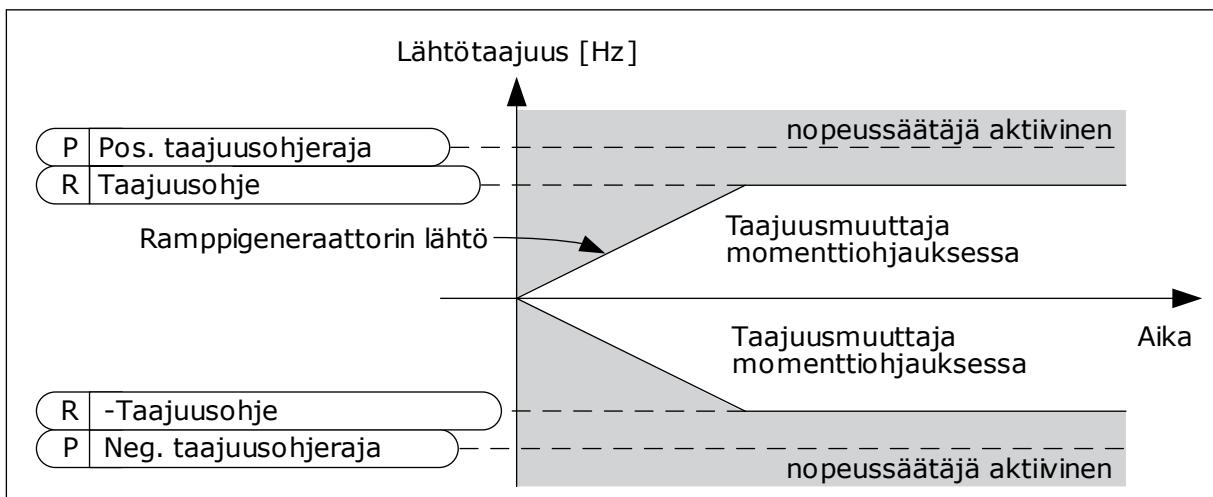 Lähtötaajuus [Hz]
nopeussäätäjä aktiivinen
P Pos. taajuusohjeraja
R Taajuusohje
Ramppigeneraattorin lähtö
Taajuusmuuttaja
momenttiohjauksessa
Taajuusmuuttaja
momenttiohjauksessa
Aika
R -Taajuusohje
P Neg. taajuusohjeraja
nopeussäätäjä aktiivinen